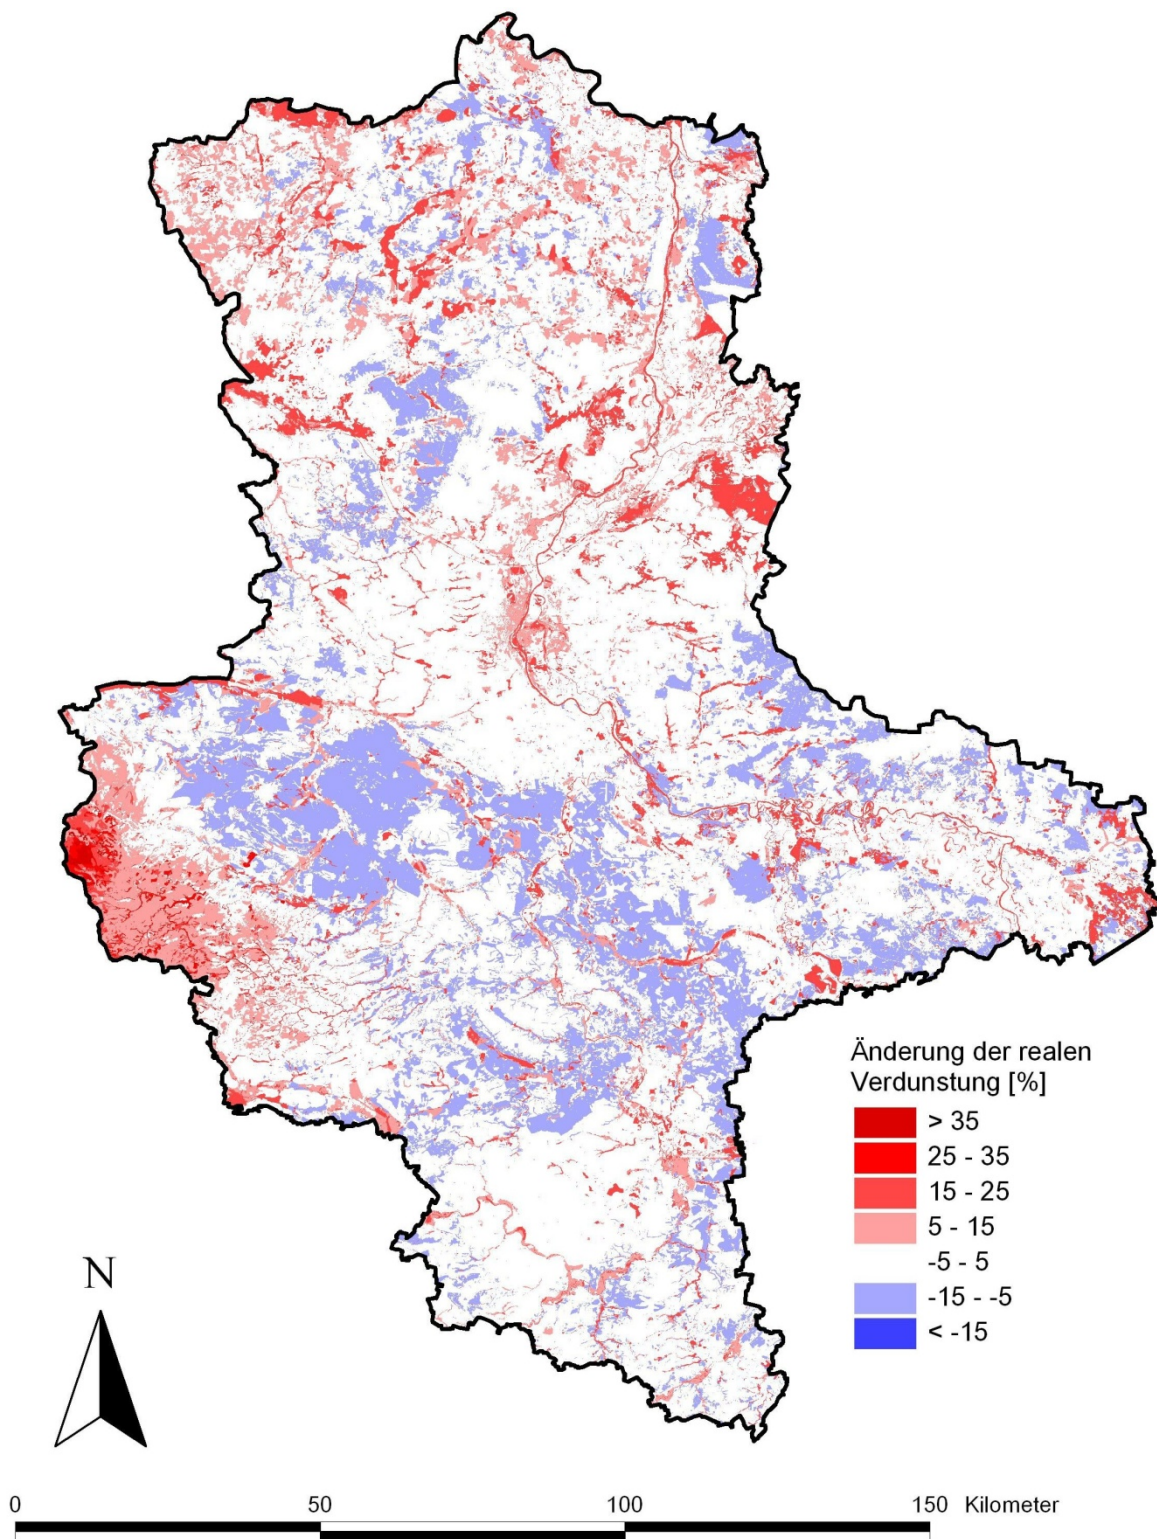 Änderung der realen
Verdunstung [%]
> 35
25 - 35
15 - 25
5 - 15
-5 - 5
-15 - -5
< -15
N
0 50 100 150 Kilometer